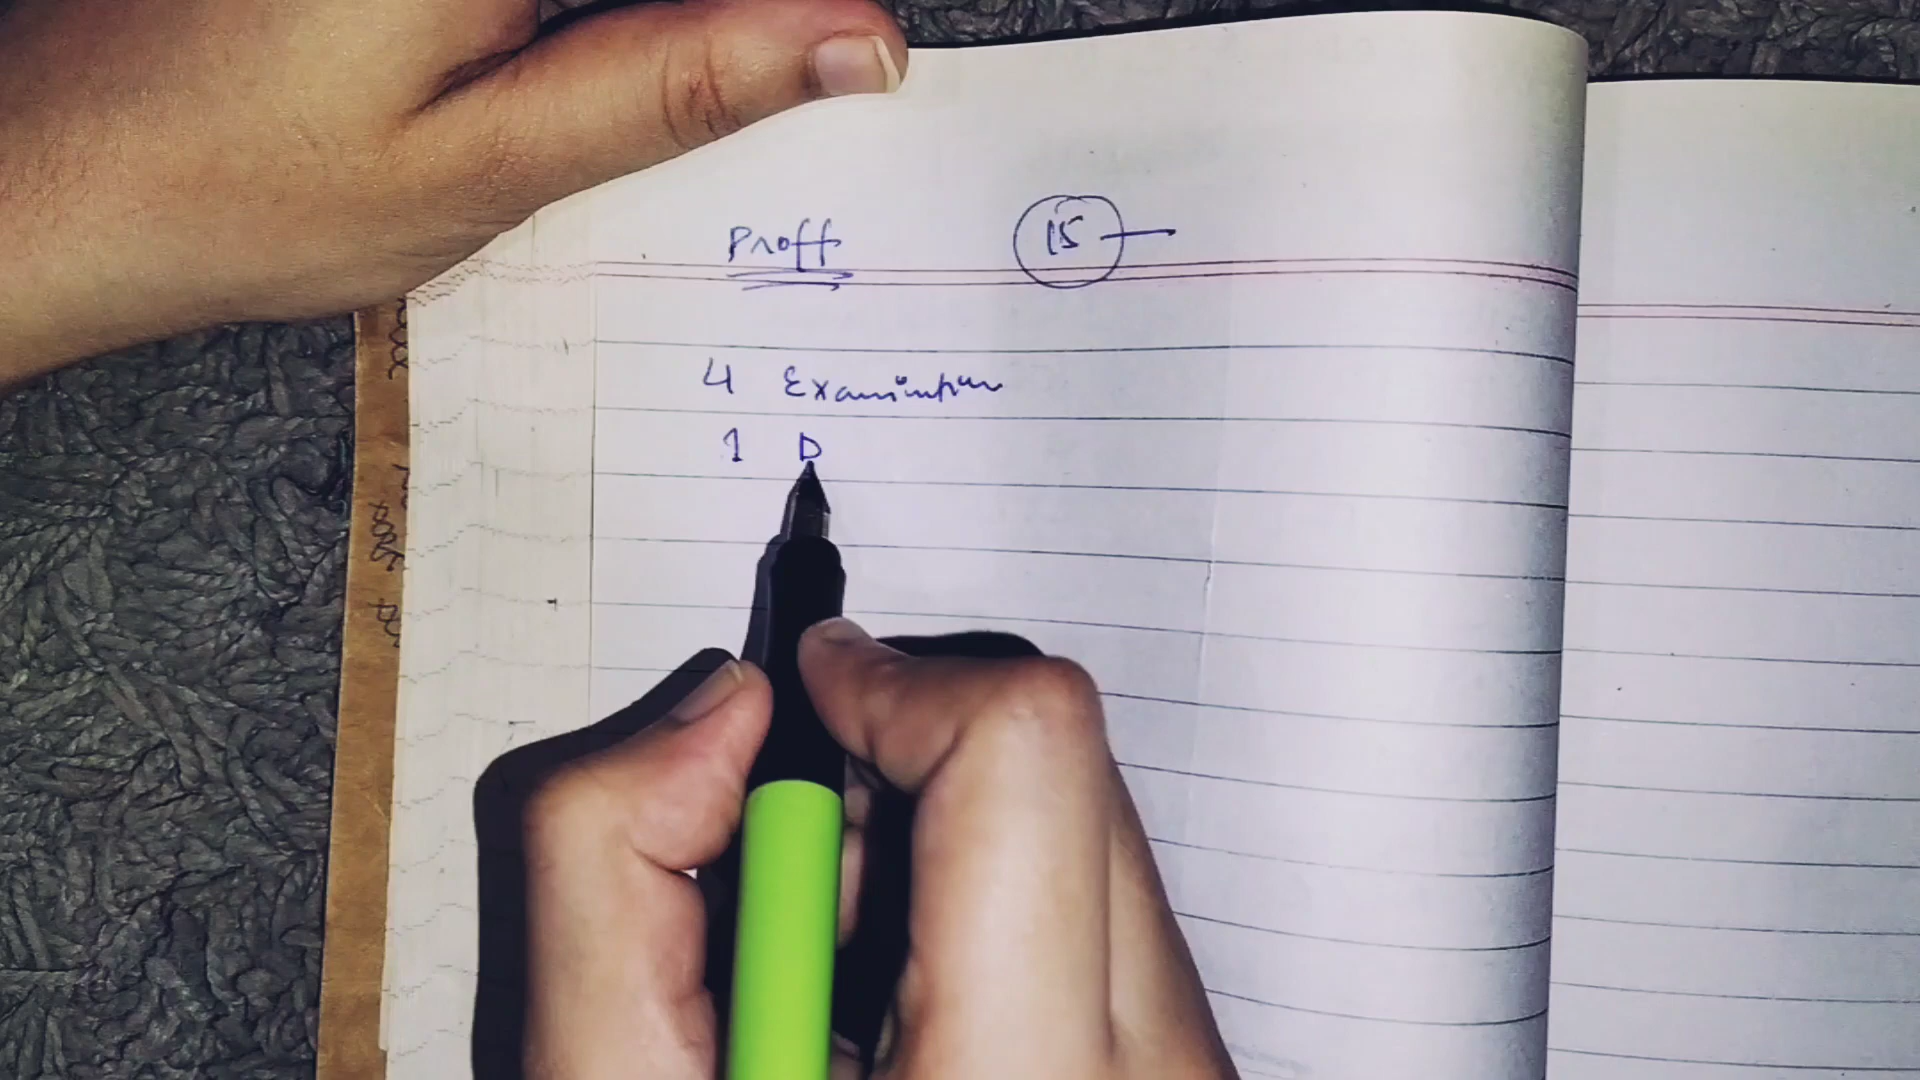 Proff 15 —
4 Examination
1 D